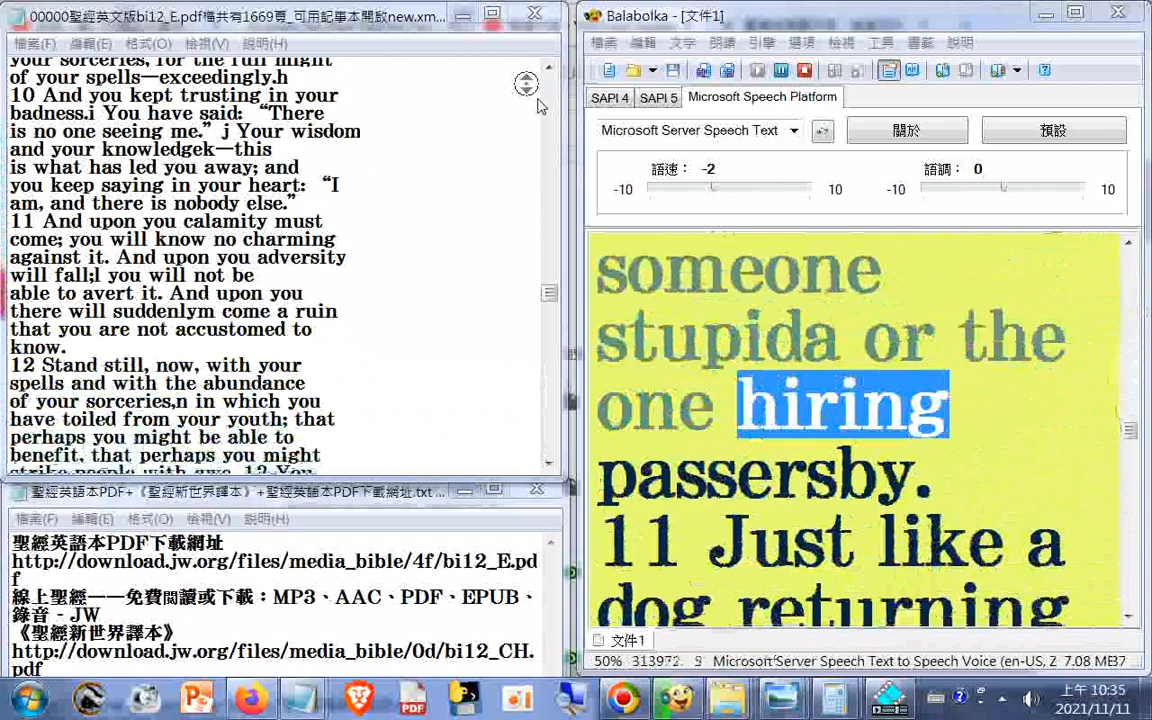 00000聖經英文版bi12_E.pdf檔共有1669頁_可用記事本開啟new.xm...
檔案(F) 編輯(E) 格式(O) 檢視(V) 說明(H)
your sorceries, for the full might
of your spells—exceedingly.h
10 And you kept trusting in your
badness.i You have said: “There
is no one seeing me.” j Your wisdom
and your knowledgek—this
is what has led you away; and
you keep saying in your heart: “I
am, and there is nobody else.”
11 And upon you calamity must
come; you will know no charming
against it. And upon you adversity
will fall;l you will not be
able to avert it. And upon you
there will suddenlym come a ruin
that you are not accustomed to
know.
12 Stand still, now, with your
spells and with the abundance
of your sorceries,n in which you
have toiled from your youth; that
perhaps you might be able to
benefit, that perhaps you might
strike people with awe. 13 You
聖經英語本PDF+《聖經新世界譯本》+聖經英語本PDF下載網址.txt ...
檔案(F) 編輯(E) 格式(O) 檢視(V) 說明(H)
聖經英語本PDF下載網址
http://download.jw.org/files/media_bible/4f/bi12_E.pd
f
線上聖經——免費閱讀或下載：MP3、AAC、PDF、EPUB、
錄音 - JW
《聖經新世界譯本》
http://download.jw.org/files/media_bible/0d/bi12_CH.
pdf
Balabolka - [文件1]
檔案 編輯 文字 朗讀 引擎 選項 檢視 工具 書籤 說明
SAPI 4 SAPI 5 Microsoft Speech Platform
Microsoft Server Speech Text 關於 預設
語速： -2 語調： 0
-10 10 -10 10
someone
stupida or the
one hiring
passersby.
11 Just like a
dog returning
文件1
50% 313972. Microsoft Server Speech Text to Speech Voice (en-US, Z 7.08 MB
上午 10:35
2021/11/11